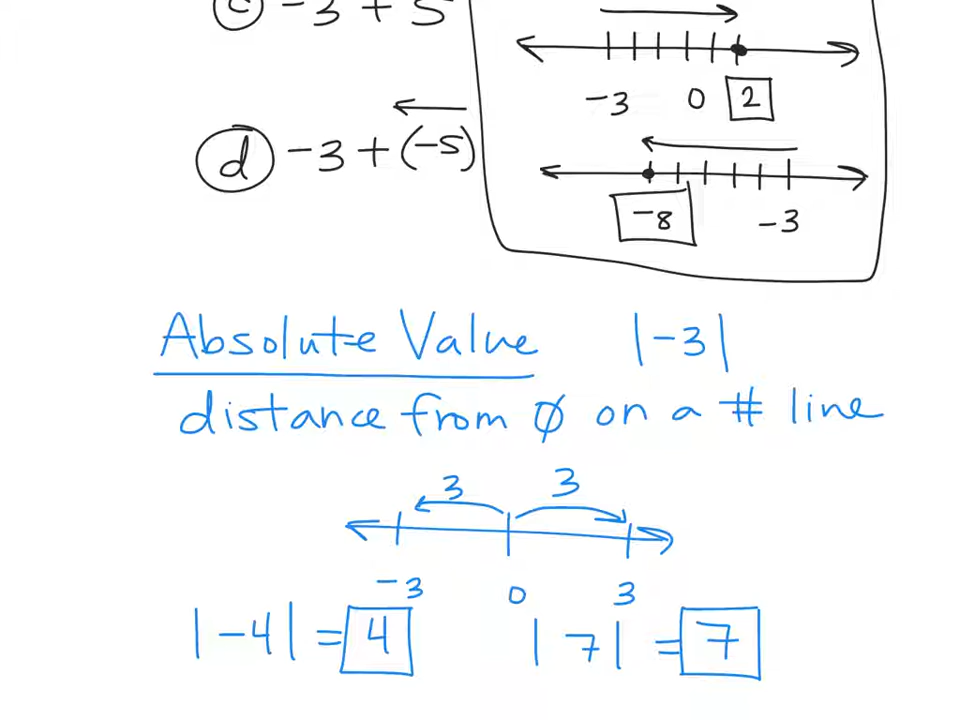 c -3 + 5
-3 0 2
d -3 + (-5)
-8 -3
Absolute Value |-3|
distance from 0 on a # line
3 3
-3 0 3
|-4| = 4 |7| = 7